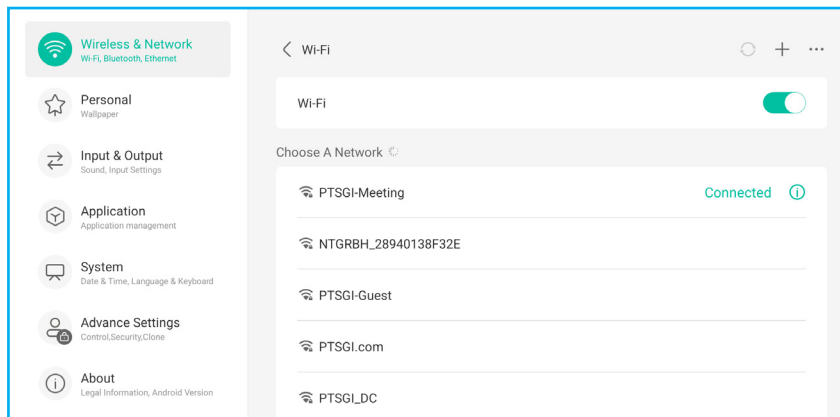 Wireless & Network
Wi-Fi, Bluetooth, Ethernet
Personal
Wallpaper
Input & Output
Sound, Input Settings
Application
Application management
System
Date & Time, Language & Keyboard
Advance Settings
Control,Security,Clone
About
Legal Information, Android Version
Wi-Fi
Wi-Fi
Choose A Network
PTSGI-Meeting Connected
NTGRBH_28940138F32E
PTSGI-Guest
PTSGI.com
PTSGI_DC